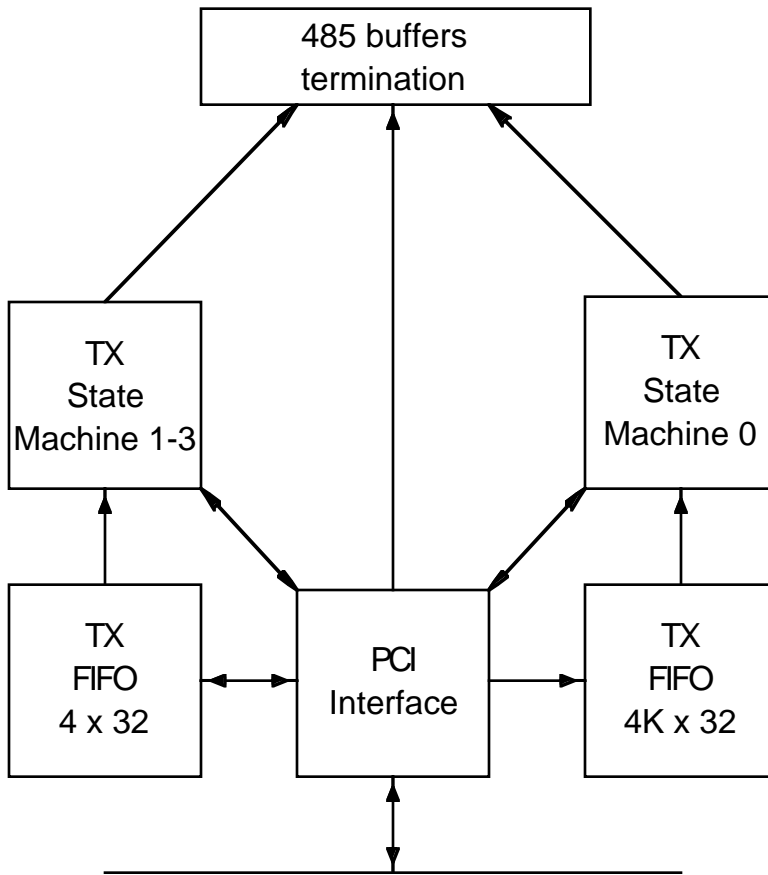 485 buffers
termination
TX
State
Machine 1-3
TX
State
Machine 0
TX
FIFO
4 x 32
PCI
Interface
TX
FIFO
4K x 32